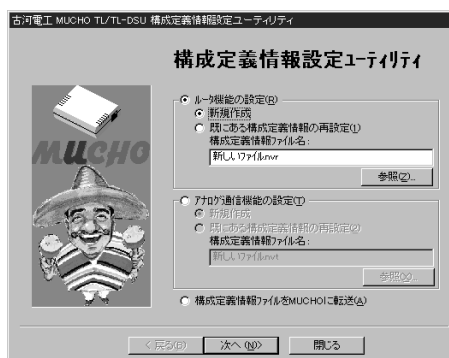 古河電工 MUCHO TL/TL-DSU 構成定義情報設定ユーティリティ
構成定義情報設定ユーティリティ
MUCHO
ルータ機能の設定(R)
新規作成
既にある構成定義情報の再設定(1)
構成定義情報ファイル名:
新しいファイル.nvr
参照(Z)...
アナログ通信機能の設定(T)
新規作成
既にある構成定義情報の再設定(2)
構成定義情報ファイル名:
新しいファイル.nvt
構成定義情報ファイルをMUCHOに転送(A)
< 戻る(B)
次へ(N)>
閉じる